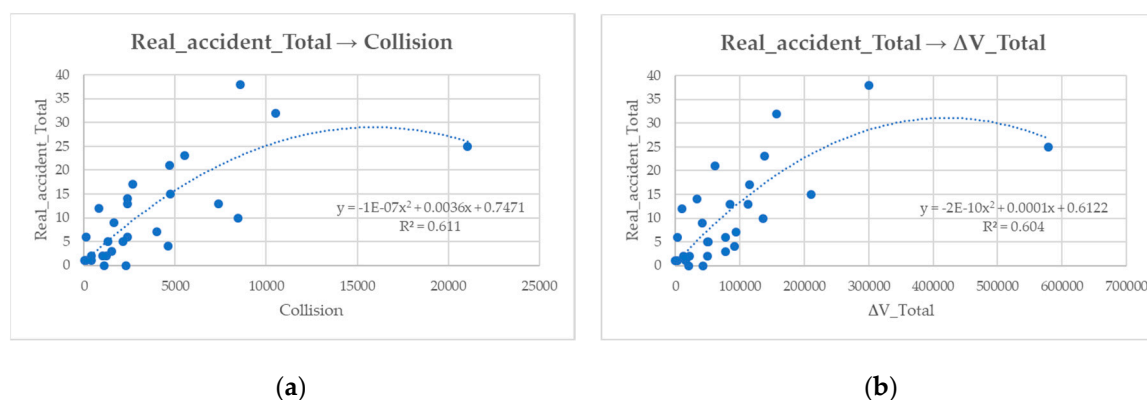 Real_accident_Total → Collision
Real_accident_Total
40
35
30
25
20
15
10
5
0
y = -1E-07x² + 0.0036x + 0.7471
R² = 0.611
0 5000 10000 15000 20000 25000
Collision
(a)
Real_accident_Total → ΔV_Total
Real_accident_Total
40
35
30
25
20
15
10
5
0
y = -2E-10x² + 0.0001x + 0.6122
R² = 0.604
0 100000 200000 300000 400000 500000 600000 700000
ΔV_Total
(b)